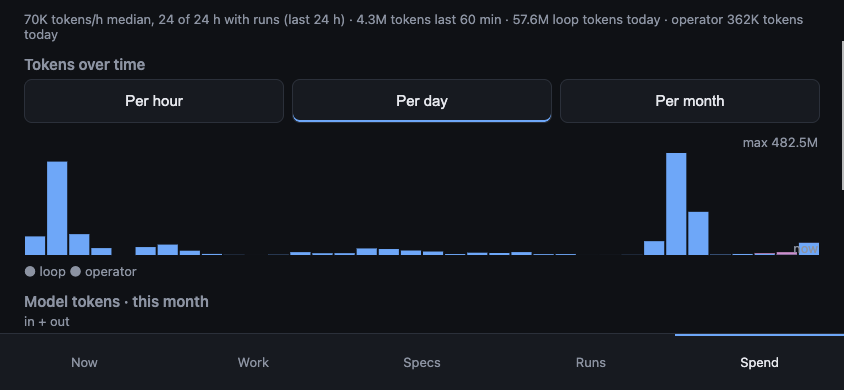 70K tokens/h median, 24 of 24 h with runs (last 24 h) · 4.3M tokens last 60 min · 57.6M loop tokens today · operator 362K tokens
today
Tokens over time
Per hour
Per day
Per month
max 482.5M
now
loop
operator
Model tokens · this month
in + out
Now
Work
Specs
Runs
Spend